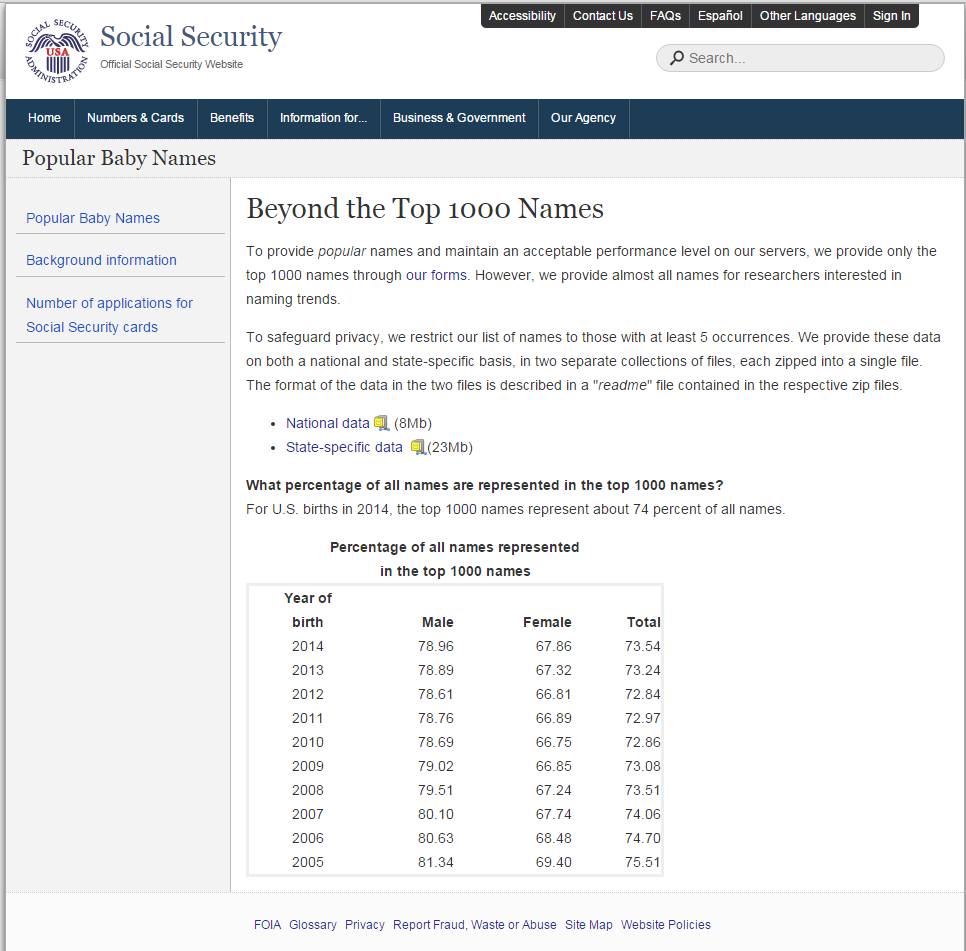 Accessibility Contact Us FAQs Español Other Languages Sign In
SOCIAL SECURITY ADMINISTRATION
USA
Social Security
Official Social Security Website
Search...
Home Numbers & Cards Benefits Information for... Business & Government Our Agency
Popular Baby Names
Popular Baby Names
Background information
Number of applications for
Social Security cards
Beyond the Top 1000 Names
To provide popular names and maintain an acceptable performance level on our servers, we provide only the
top 1000 names through our forms. However, we provide almost all names for researchers interested in
naming trends.
To safeguard privacy, we restrict our list of names to those with at least 5 occurrences. We provide these data
on both a national and state-specific basis, in two separate collections of files, each zipped into a single file.
The format of the data in the two files is described in a "readme" file contained in the respective zip files.
• National data (8Mb)
• State-specific data (23Mb)
What percentage of all names are represented in the top 1000 names?
For U.S. births in 2014, the top 1000 names represent about 74 percent of all names.
Percentage of all names represented
in the top 1000 names
Year of
birth Male Female Total
2014 78.96 67.86 73.54
2013 78.89 67.32 73.24
2012 78.61 66.81 72.84
2011 78.76 66.89 72.97
2010 78.69 66.75 72.86
2009 79.02 66.85 73.08
2008 79.51 67.24 73.51
2007 80.10 67.74 74.06
2006 80.63 68.48 74.70
2005 81.34 69.40 75.51
FOIA Glossary Privacy Report Fraud, Waste or Abuse Site Map Website Policies